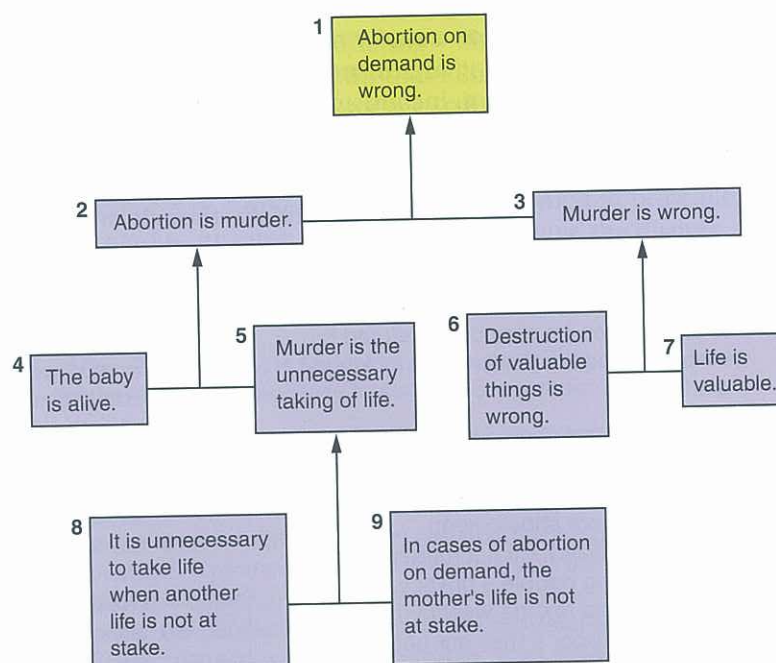 1
Abortion on
demand is
wrong.
2
Abortion is murder.
3
Murder is wrong.
4
The baby
is alive.
5
Murder is the
unnecessary
taking of life.
6
Destruction
of valuable
things is
wrong.
7
Life is
valuable.
8
It is unnecessary
to take life
when another
life is not at
stake.
9
In cases of abortion
on demand, the
mother's life is not
at stake.